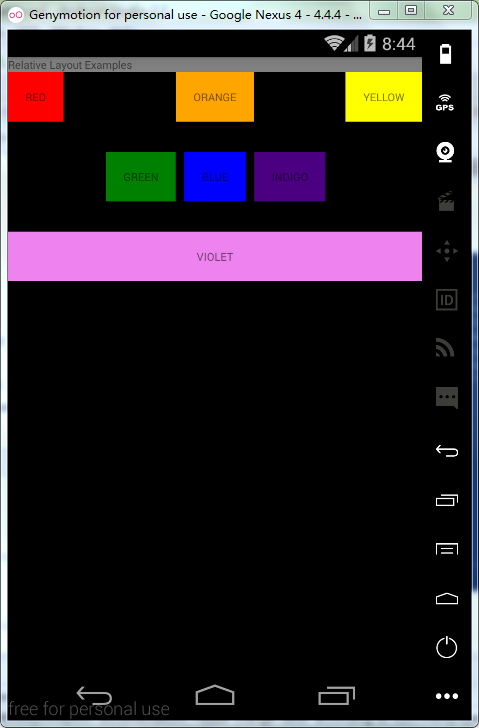 Genymotion for personal use - Google Nexus 4 - 4.4.4 - ...
8:44
Relative Layout Examples
RED
ORANGE
YELLOW
GREEN
BLUE
INDIGO
VIOLET
GPS
ID
free for personal use